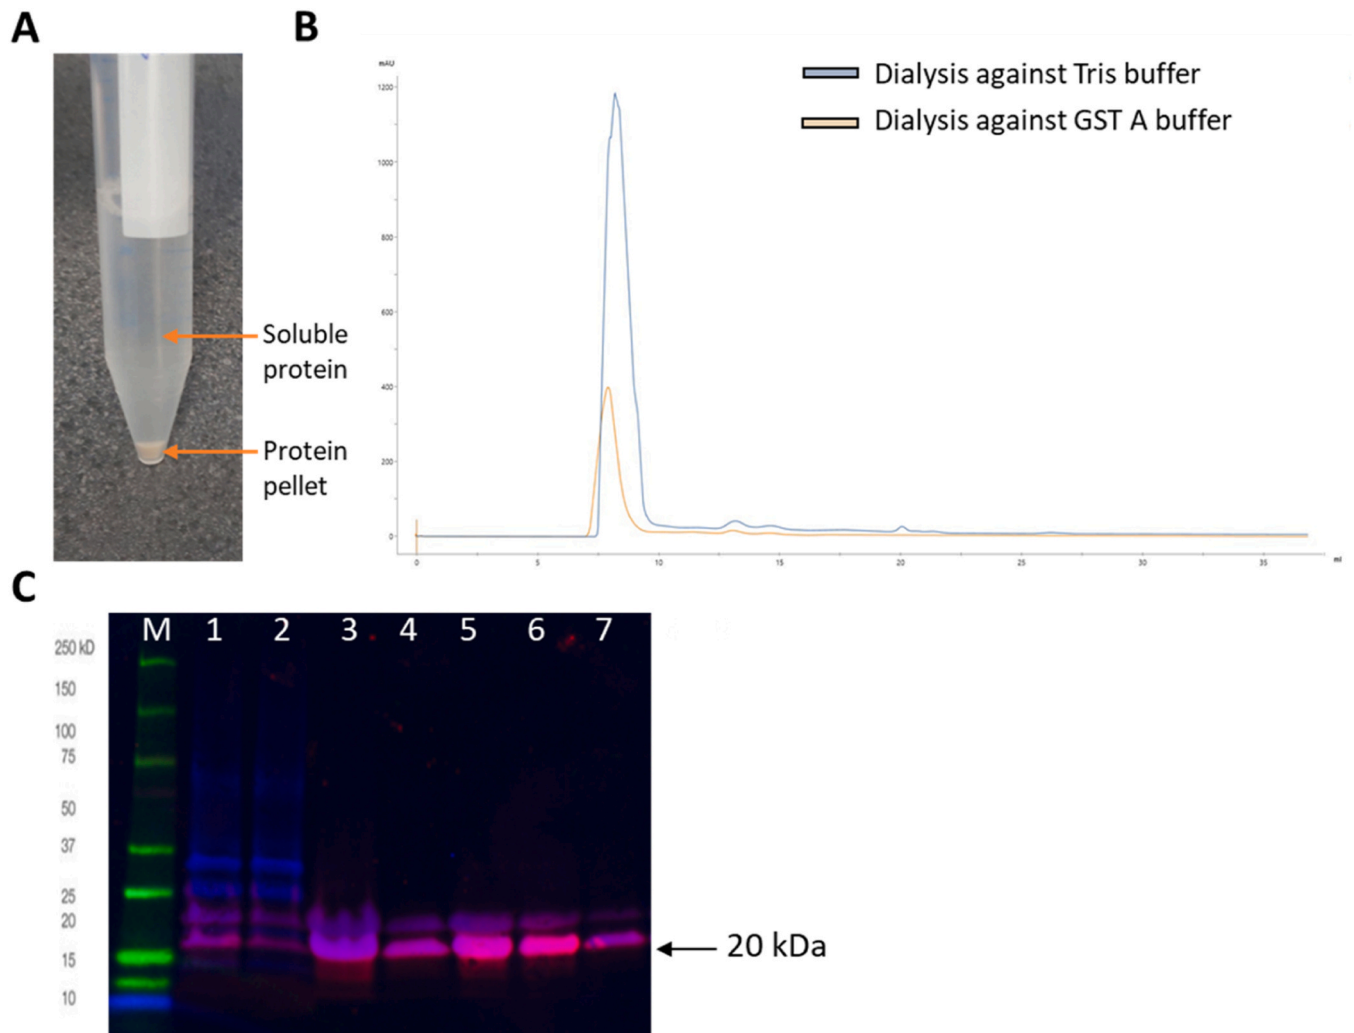 A
B
mAU
Dialysis against Tris buffer
Dialysis against GST A buffer
1200
1000
800
600
400
200
0
0 5 10 15 20 25 30 35 ml
Soluble
protein
Protein
pellet
C
M 1 2 3 4 5 6 7
250 kD
150
100
75
50
37
25
20
15
10
20 kDa